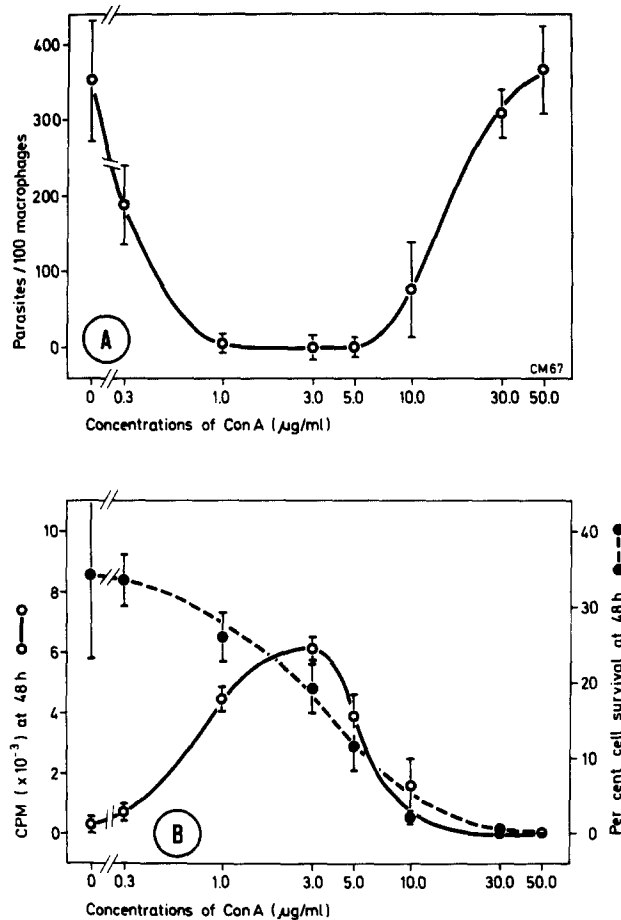 400
300
200
100
0
Parasites / 100 macrophages
A
CM67
0 0.3 1.0 3.0 5.0 10.0 30.0 50.0
Concentrations of Con A ( µg/ml )
10
8
6
4
2
0
CPM ( x10⁻³ ) at 48 h
40
30
20
10
0
Per cent cell survival at 48 h
B
0 0.3 1.0 3.0 5.0 10.0 30.0 50.0
Concentrations of Con A ( µg/ml )